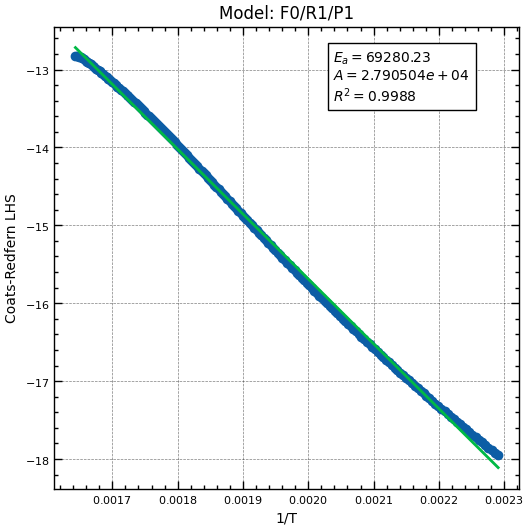 Model: F0/R1/P1
E_a = 69280.23
A = 2.790504e + 04
R² = 0.9988
Coats-Redfern LHS
−13
−14
−15
−16
−17
−18
0.0017 0.0018 0.0019 0.0020 0.0021 0.0022 0.0023
1/T